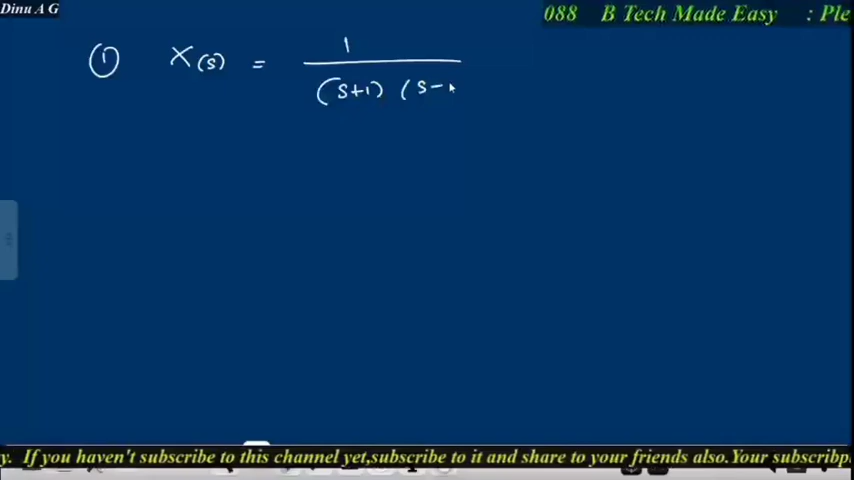 Dinu A G
088 B Tech Made Easy : Ple
① X(s) = 1 / (s+1) (s-
y. If you haven't subscribe to this channel yet,subscribe to it and share to your friends also.Your subscribp